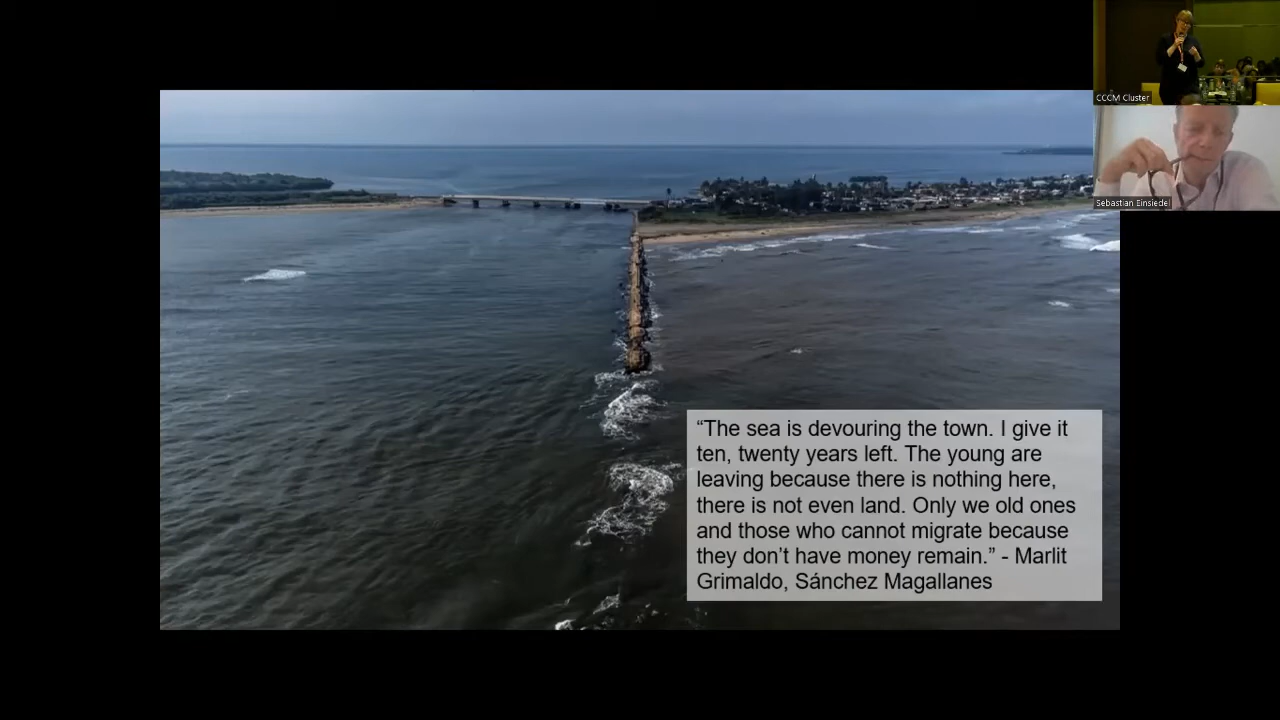 CCCM Cluster
Sebastian Einsiedel
“The sea is devouring the town. I give it
ten, twenty years left. The young are
leaving because there is nothing here,
there is not even land. Only we old ones
and those who cannot migrate because
they don’t have money remain.” - Marlit
Grimaldo, Sánchez Magallanes